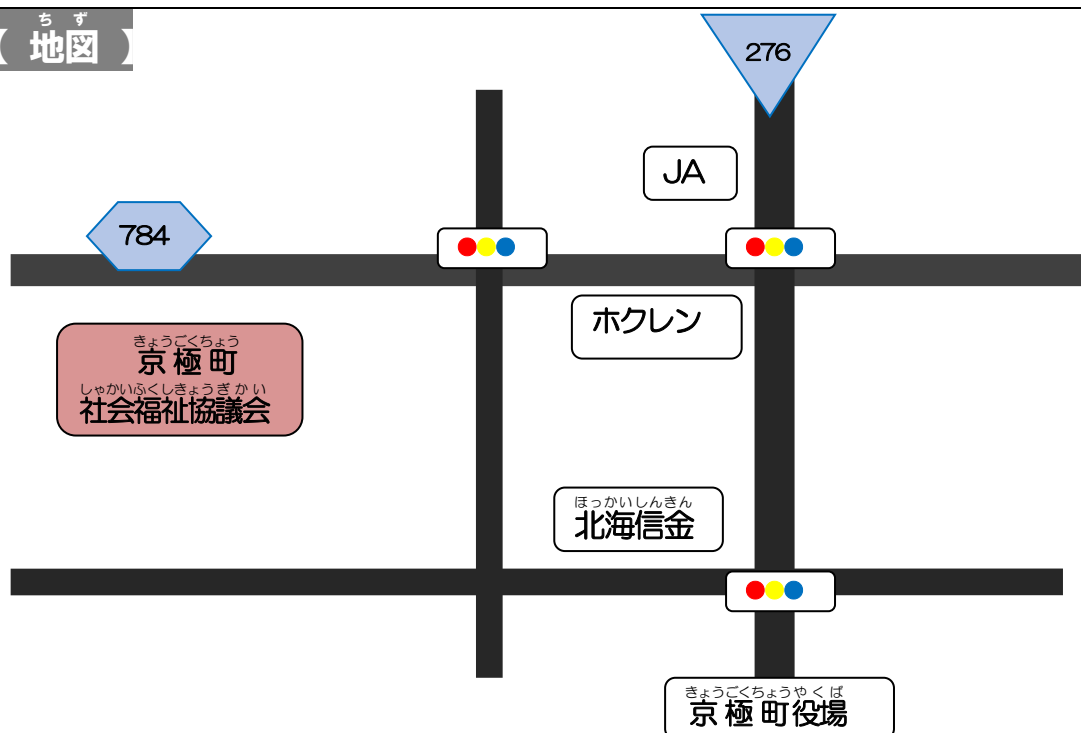 ちず
【 地図 】
276
JA
784
ホクレン
きょうごくちょう
京極町
しゃかいふくしきょうぎかい
社会福祉協議会
ほっかいしんきん
北海信金
きょうごくちょうやくば
京極町役場